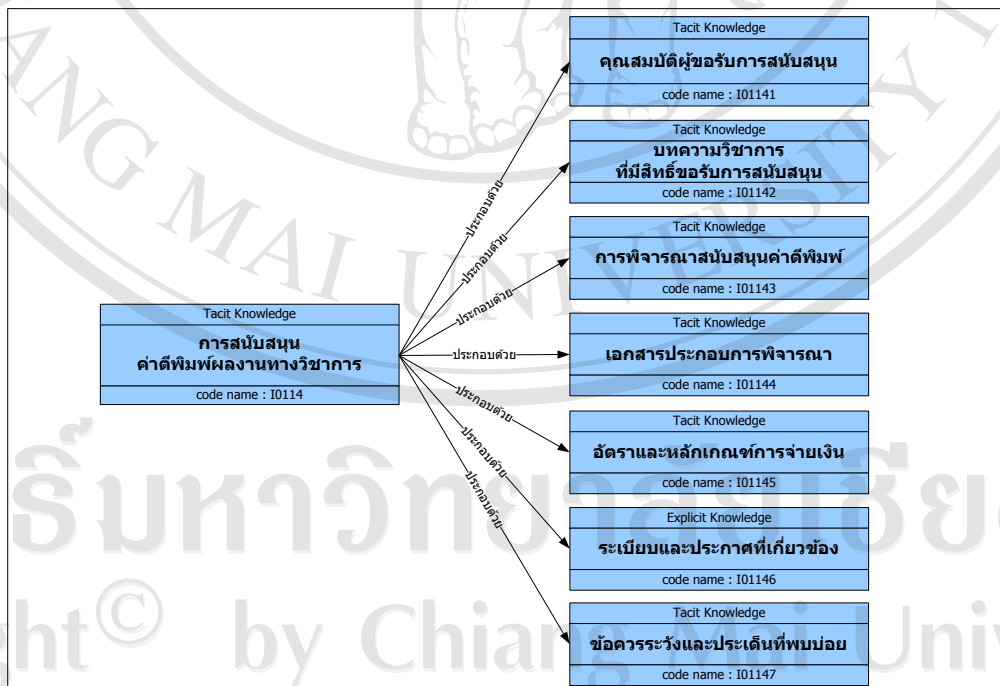 Tacit Knowledge
คุณสมบัติผู้ขอรับการสนับสนุน
code name : I01141
Tacit Knowledge
บทความวิชาการ
ที่มีสิทธิ์ขอรับการสนับสนุน
code name : I01142
Tacit Knowledge
การพิจารณาสนับสนุนค่าตีพิมพ์
code name : I01143
Tacit Knowledge
การสนับสนุน
ค่าตีพิมพ์ผลงานทางวิชาการ
code name : I0114
ประกอบด้วย
ประกอบด้วย
ประกอบด้วย
ประกอบด้วย
ประกอบด้วย
ประกอบด้วย
ประกอบด้วย
Tacit Knowledge
เอกสารประกอบการพิจารณา
code name : I01144
Tacit Knowledge
อัตราและหลักเกณฑ์การจ่ายเงิน
code name : I01145
Explicit Knowledge
ระเบียบและประกาศที่เกี่ยวข้อง
code name : I01146
Tacit Knowledge
ข้อควรระวังและประเด็นที่พบบ่อย
code name : I01147
ANG MAI UNIVERSITY
ht© by Chiang Mai Univ